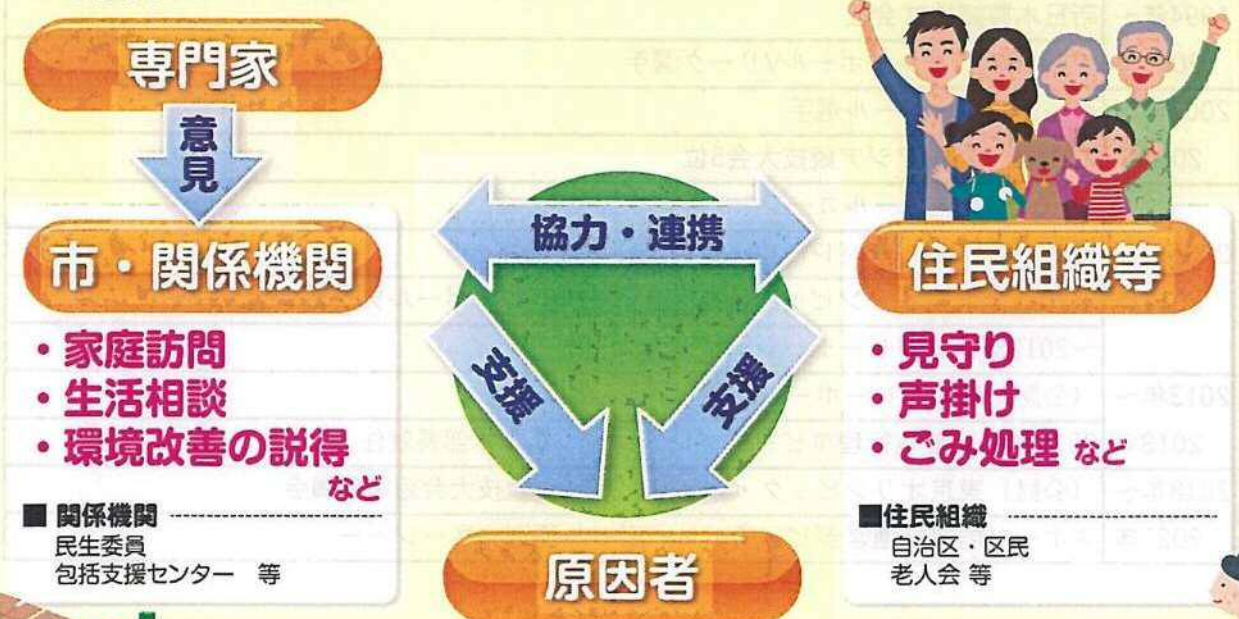 専門家
意見
市・関係機関
・家庭訪問
・生活相談
・環境改善の説得
など
■ 関係機関
民生委員
包括支援センター　等
協力・連携
支援
支援
原因者
住民組織等
・見守り
・声掛け
・ごみ処理 など
■住民組織
自治区・区民
老人会 等